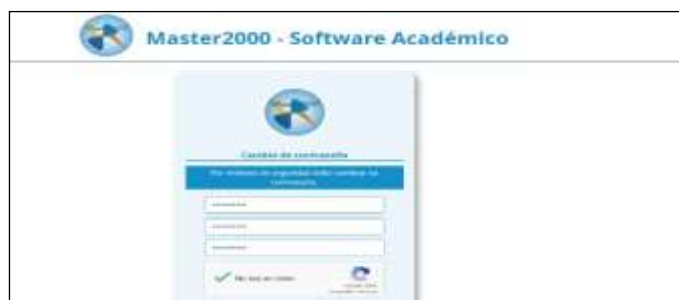 Master2000 - Software Académico
Cambio de contraseña
Por motivos de seguridad debe cambiar su
contraseña.
No soy un robot